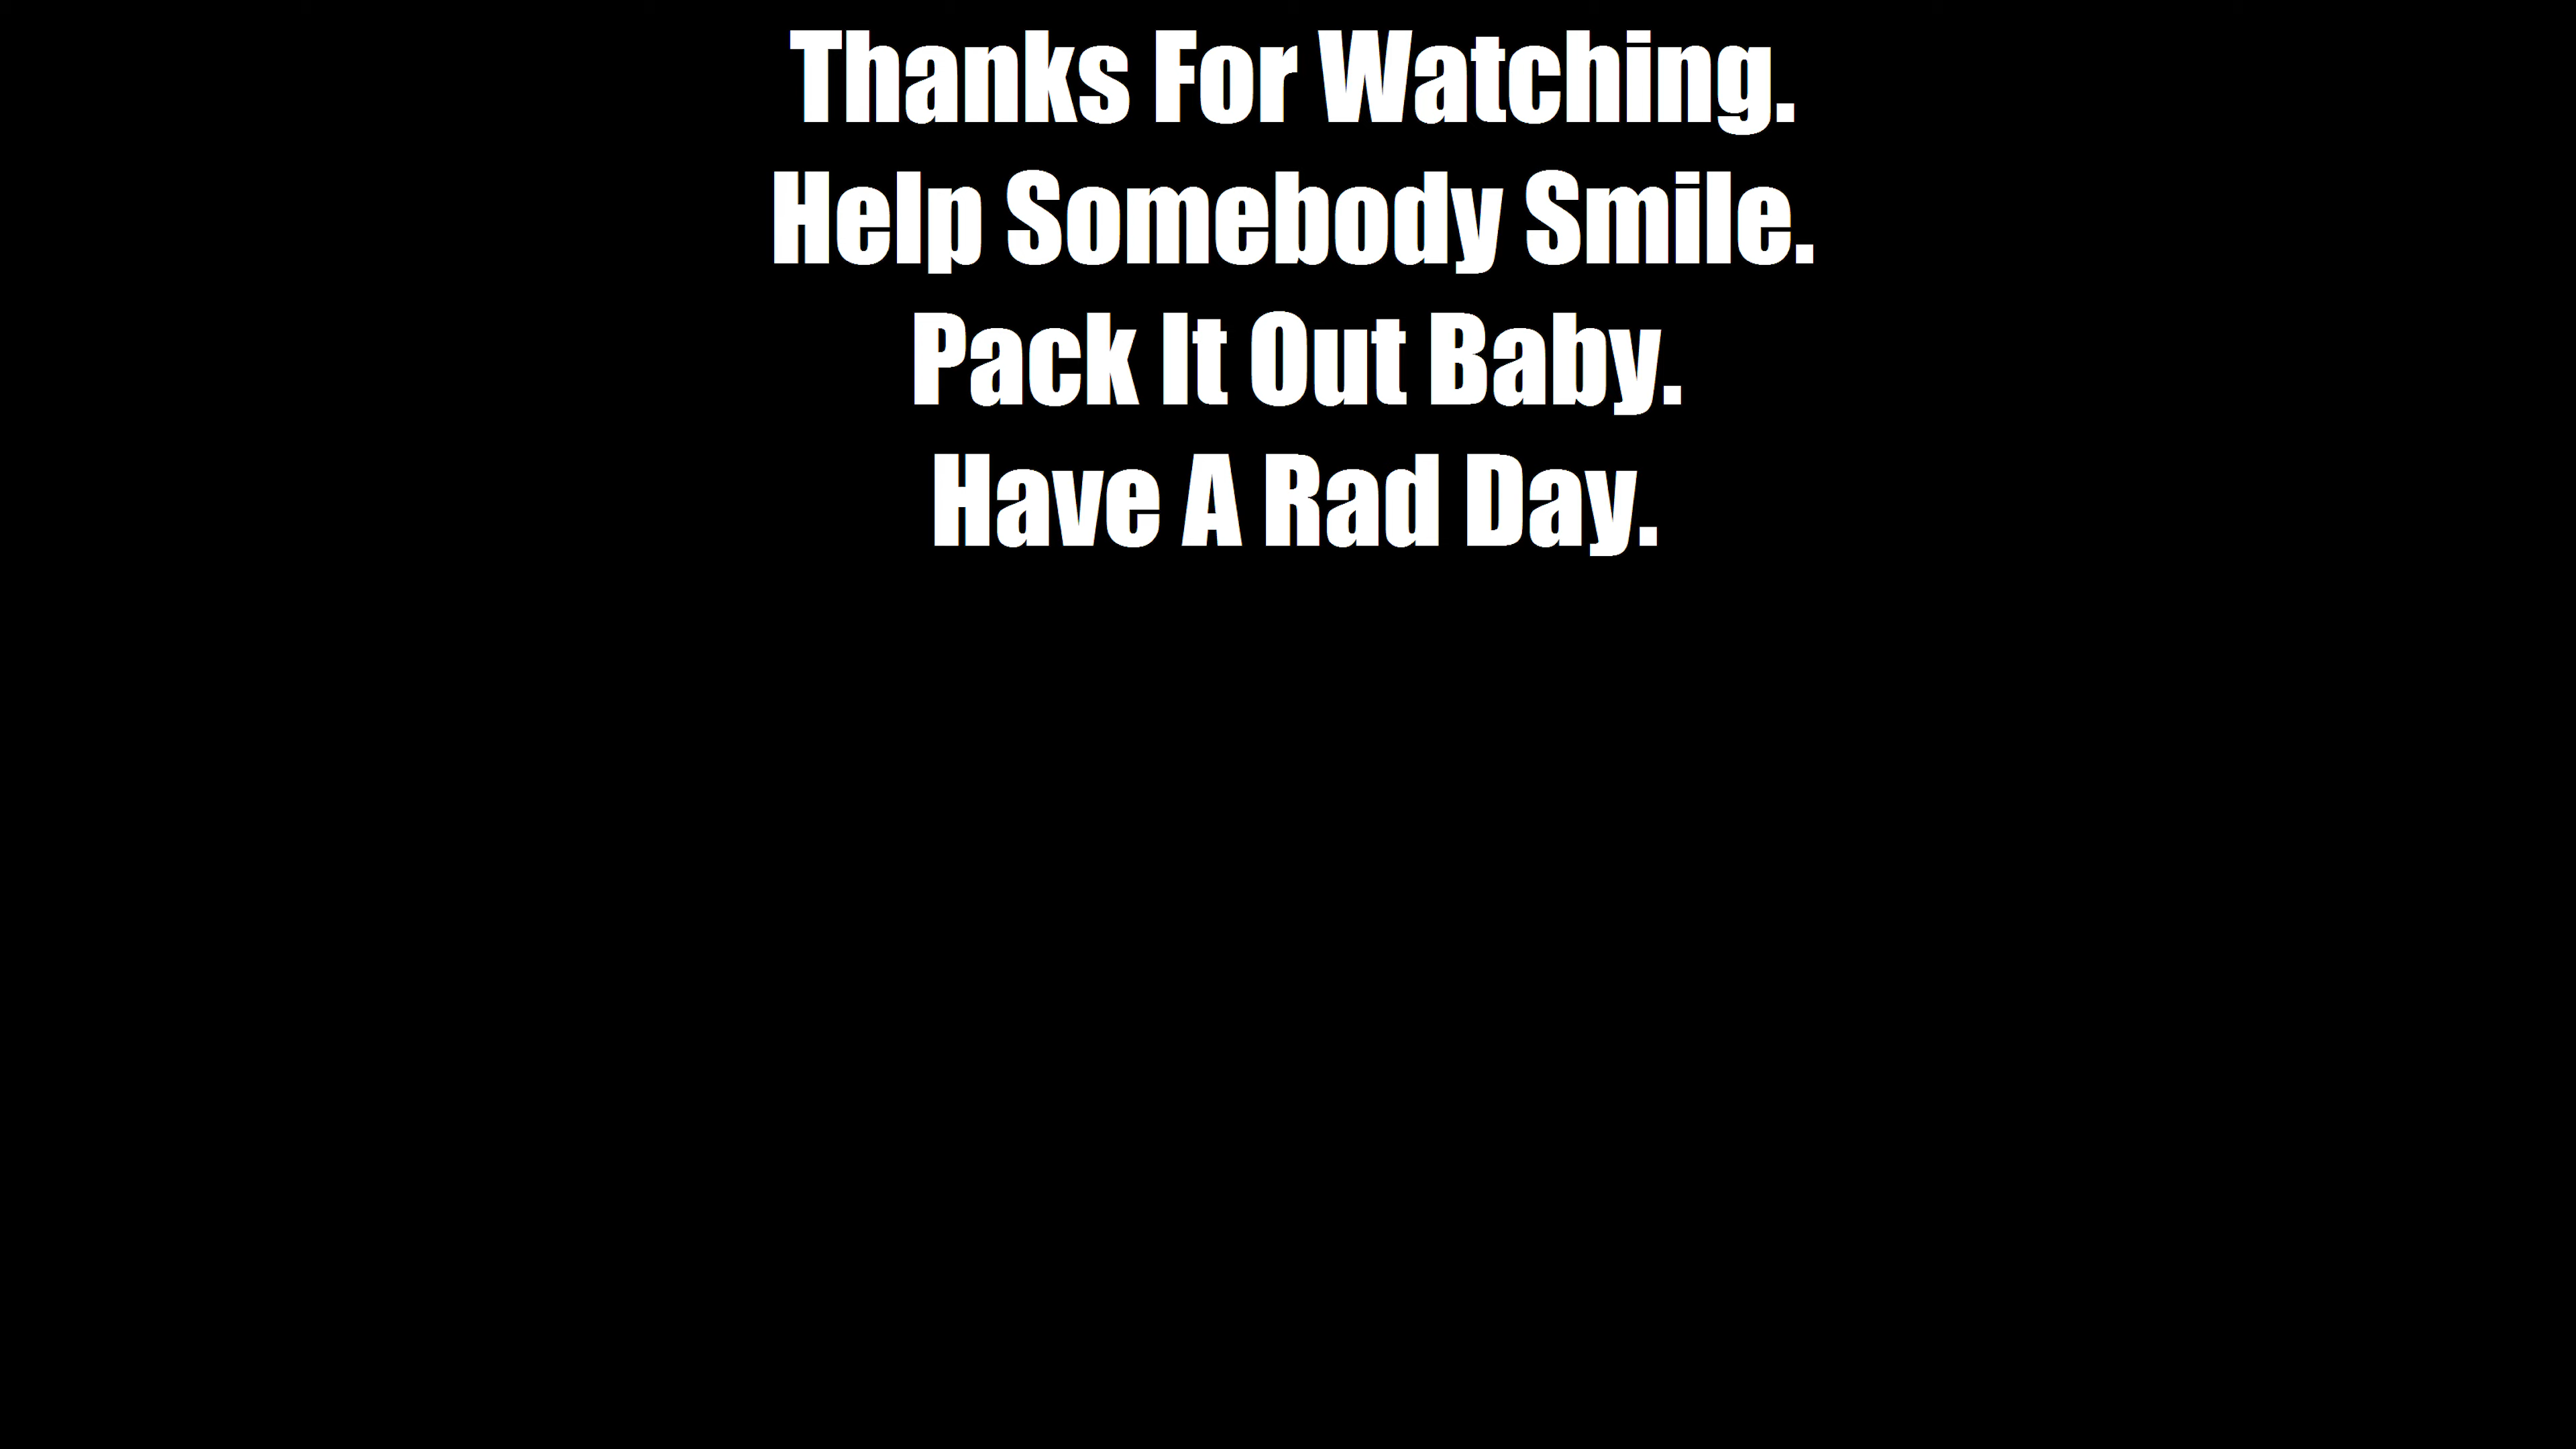 Thanks For Watching.
Help Somebody Smile.
Pack It Out Baby.
Have A Rad Day.